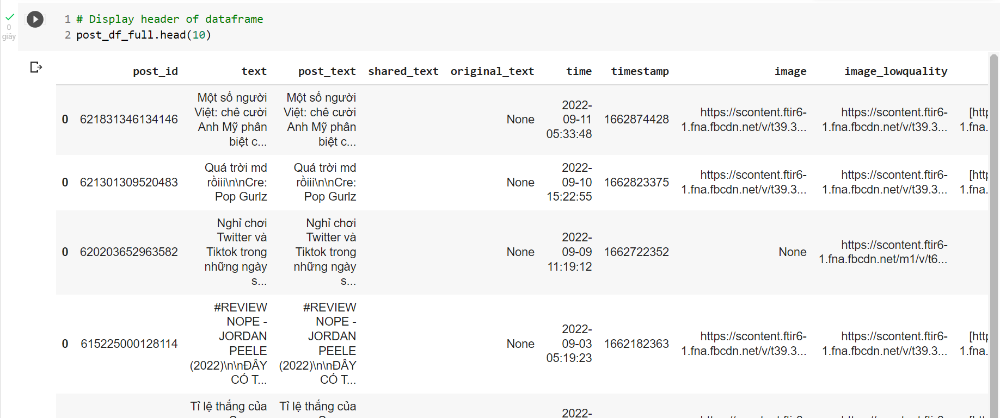 0
giây
1 # Display header of dataframe
2 post_df_full.head(10)
post_id text post_text shared_text original_text time timestamp image image_lowquality
0 621831346134146
Một số người
Việt: chê cười
Anh Mỹ phân
biệt c...
Một số người
Việt: chê cười
Anh Mỹ phân
biệt c...
None
2022-
09-11
05:33:48
1662874428
https://scontent.ftir6-
1.fna.fbcdn.net/v/t39.3...
https://scontent.ftir6-
1.fna.fbcdn.net/v/t39.3...
[http
1.fna.
0 621301309520483
Quá trời md
rồiii\n\nCre:
Pop Gurlz
Quá trời md
rồiii\n\nCre:
Pop Gurlz
None
2022-
09-10
15:22:55
1662823375
https://scontent.ftir6-
1.fna.fbcdn.net/v/t39.3...
https://scontent.ftir6-
1.fna.fbcdn.net/v/t39.3...
[http
1.fna.
0 620203652963582
Nghỉ chơi
Twitter và
Tiktok trong
những ngày
s...
Nghỉ chơi
Twitter và
Tiktok trong
những ngày
s...
None
2022-
09-09
11:19:12
1662722352
None
https://scontent.ftir6-
1.fna.fbcdn.net/m1/v/t6...
0 615225000128114
#REVIEW
NOPE -
JORDAN
PEELE
(2022)\n\nĐÂY
CÓ T...
#REVIEW
NOPE -
JORDAN
PEELE
(2022)\n\nĐÂY
CÓ T...
None
2022-
09-03
05:19:23
1662182363
https://scontent.ftir6-
1.fna.fbcdn.net/v/t39.3...
https://scontent.ftir6-
1.fna.fbcdn.net/v/t39.3...
[http
1.fna.
Tỉ lệ thắng của
Tỉ lệ thắng của
2022-